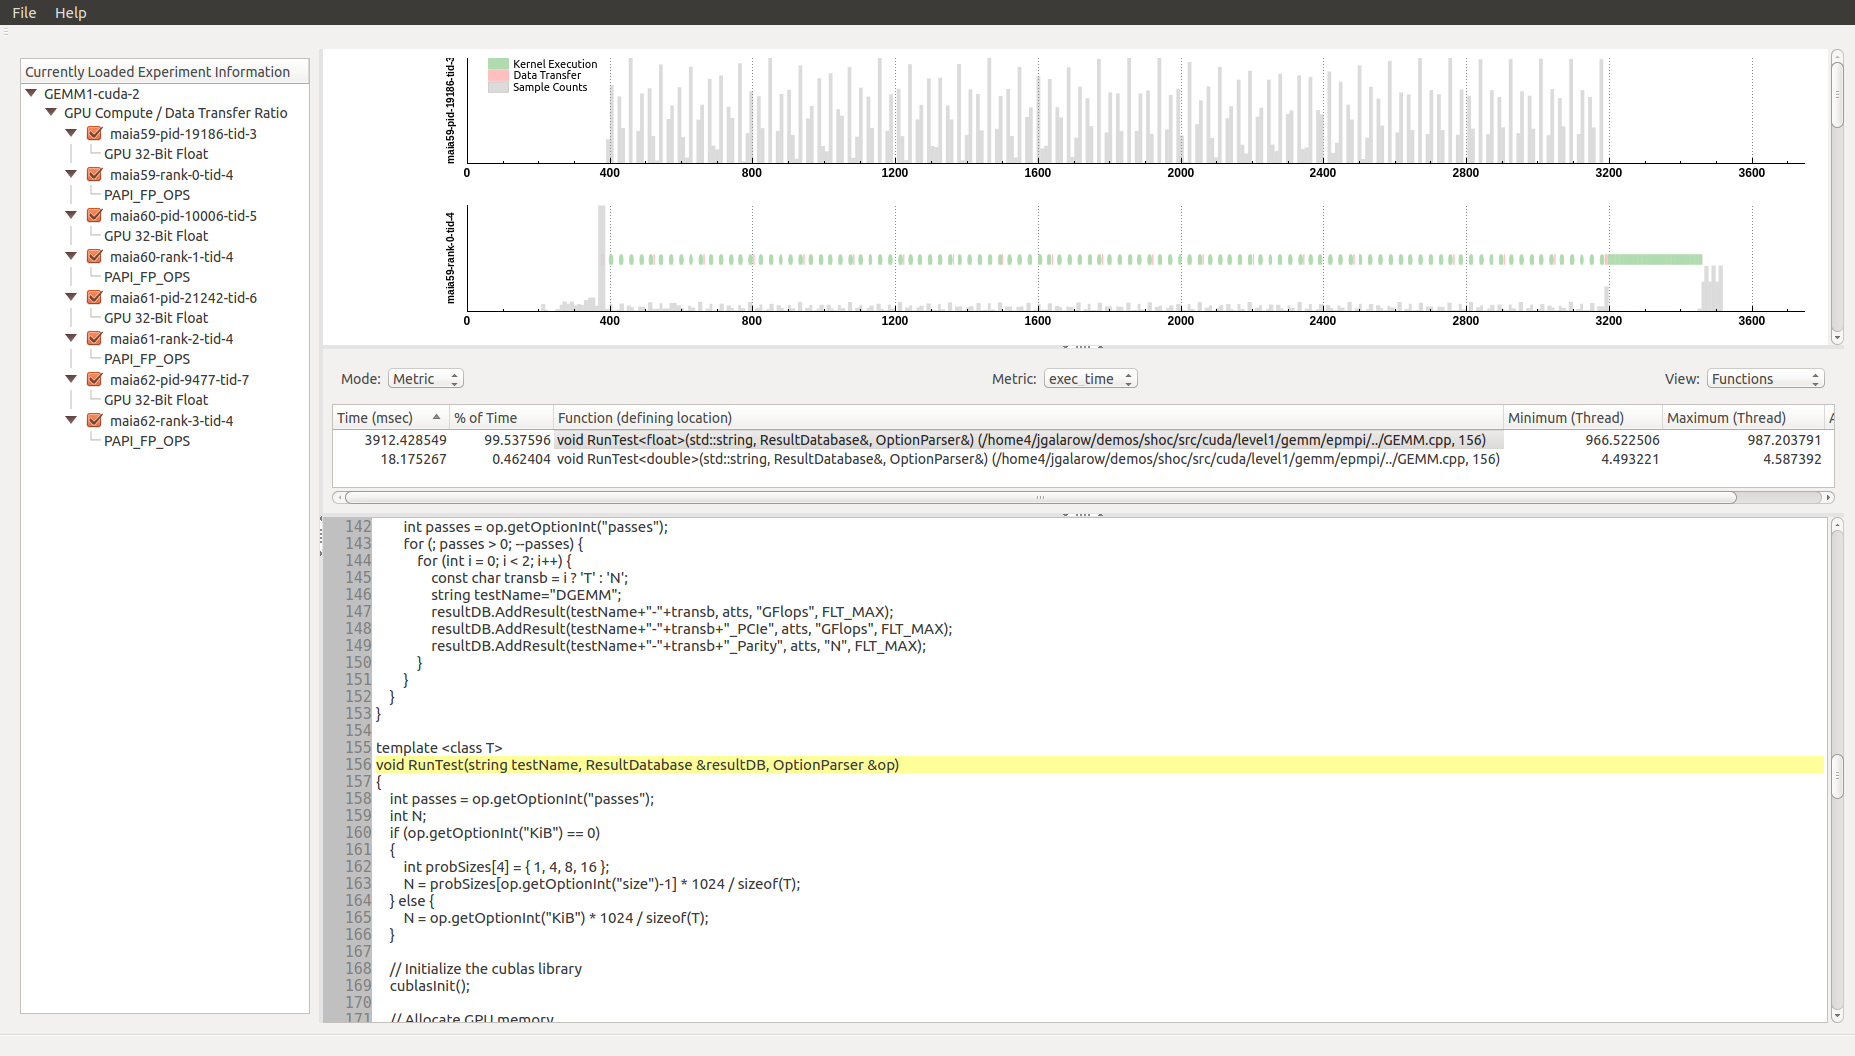 File Help
Currently Loaded Experiment Information
GEMM1-cuda-2
GPU Compute / Data Transfer Ratio
maia59-pid-19186-tid-3
GPU 32-Bit Float
maia59-rank-0-tid-4
PAPI_FP_OPS
maia60-pid-10006-tid-5
GPU 32-Bit Float
maia60-rank-1-tid-4
PAPI_FP_OPS
maia61-pid-21242-tid-6
GPU 32-Bit Float
maia61-rank-2-tid-4
PAPI_FP_OPS
maia62-pid-9477-tid-7
GPU 32-Bit Float
maia62-rank-3-tid-4
PAPI_FP_OPS
maia59-pid-19186-tid-3
Kernel Execution
Data Transfer
Sample Counts
0 400 800 1200 1600 2000 2400 2800 3200 3600
maia59-rank-0-tid-4
0 400 800 1200 1600 2000 2400 2800 3200 3600
Mode: Metric Metric: exec_time View: Functions
Time (msec) % of Time Function (defining location) Minimum (Thread) Maximum (Thread)
3912.428549 99.537596 void RunTest<float>(std::string, ResultDatabase&, OptionParser&) (/home4/jgalarow/demos/shoc/src/cuda/level1/gemm/epmpi/../GEMM.cpp, 156) 966.522506 987.203791
18.175267 0.462404 void RunTest<double>(std::string, ResultDatabase&, OptionParser&) (/home4/jgalarow/demos/shoc/src/cuda/level1/gemm/epmpi/../GEMM.cpp, 156) 4.493221 4.587392
142 int passes = op.getOptionInt("passes");
143 for (; passes > 0; --passes) {
144 for (int i = 0; i < 2; i++) {
145 const char transb = i ? 'T' : 'N';
146 string testName="DGEMM";
147 resultDB.AddResult(testName+"-"+transb, atts, "GFlops", FLT_MAX);
148 resultDB.AddResult(testName+"-"+transb+"_PCIe", atts, "GFlops", FLT_MAX);
149 resultDB.AddResult(testName+"-"+transb+"_Parity", atts, "N", FLT_MAX);
150 }
151 }
152 }
153 }
154
155 template <class T>
156 void RunTest(string testName, ResultDatabase &resultDB, OptionParser &op)
157 {
158 int passes = op.getOptionInt("passes");
159 int N;
160 if (op.getOptionInt("KiB") == 0)
161 {
162 int probSizes[4] = { 1, 4, 8, 16 };
163 N = probSizes[op.getOptionInt("size")-1] * 1024 / sizeof(T);
164 } else {
165 N = op.getOptionInt("KiB") * 1024 / sizeof(T);
166 }
167
168 // Initialize the cublas library
169 cublasInit();
170
171 // Allocate GPU memory